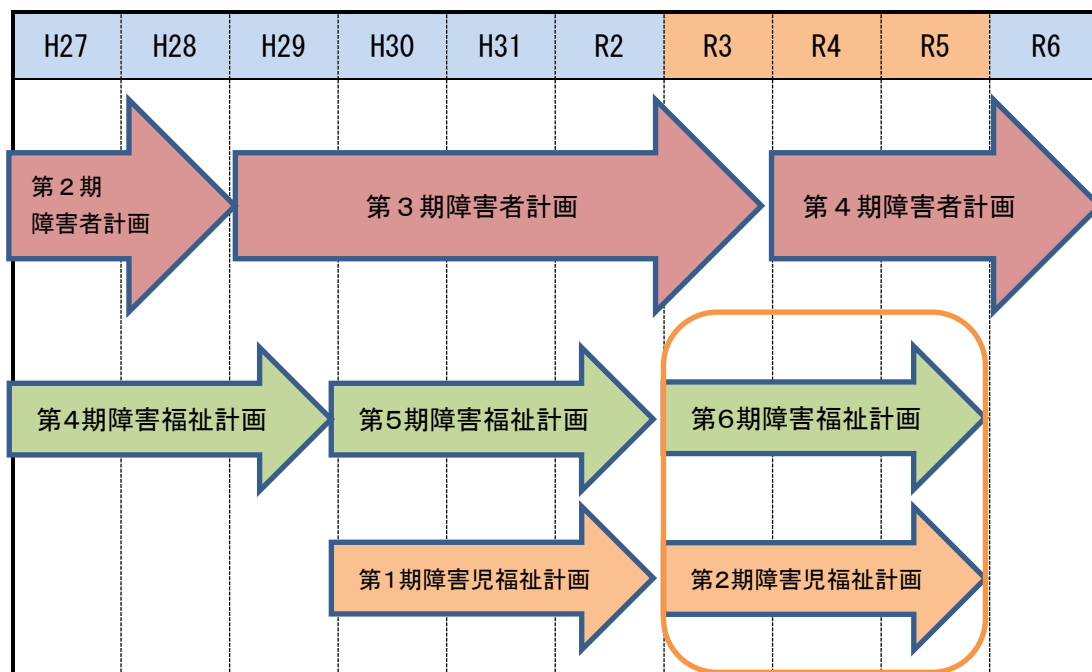 H27 H28 H29 H30 H31 R2 R3 R4 R5 R6
第２期
障害者計画
第３期障害者計画
第４期障害者計画
第４期障害福祉計画
第５期障害福祉計画
第６期障害福祉計画
第１期障害児福祉計画
第２期障害児福祉計画